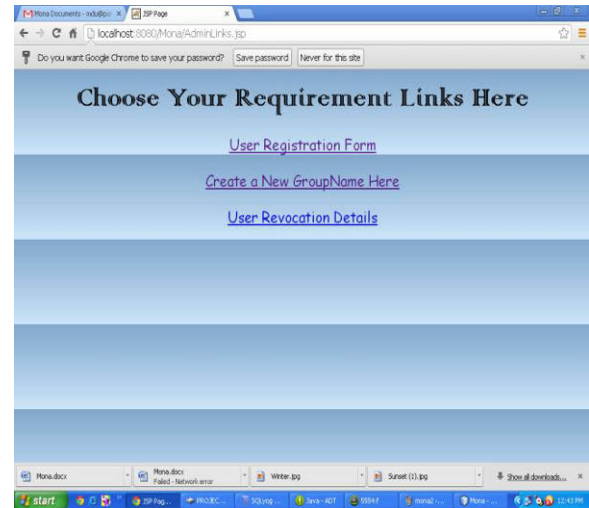 Mona Documents -
JSP Page
localhost:8080/Mona/AdminLinks.jsp
Do you want Google Chrome to save your password? Save password Never for this site
Choose Your Requirement Links Here
User Registration Form
Create a New GroupName Here
User Revocation Details
Mona.docx
Mona.docx
Failed - Network error
Winter.jpg
Sunset (1).jpg
Show all downloads...
start JSP Pag... PROJEC... SQLyog ... Java - ADT mona2 -... Mona -... 12:43 PM